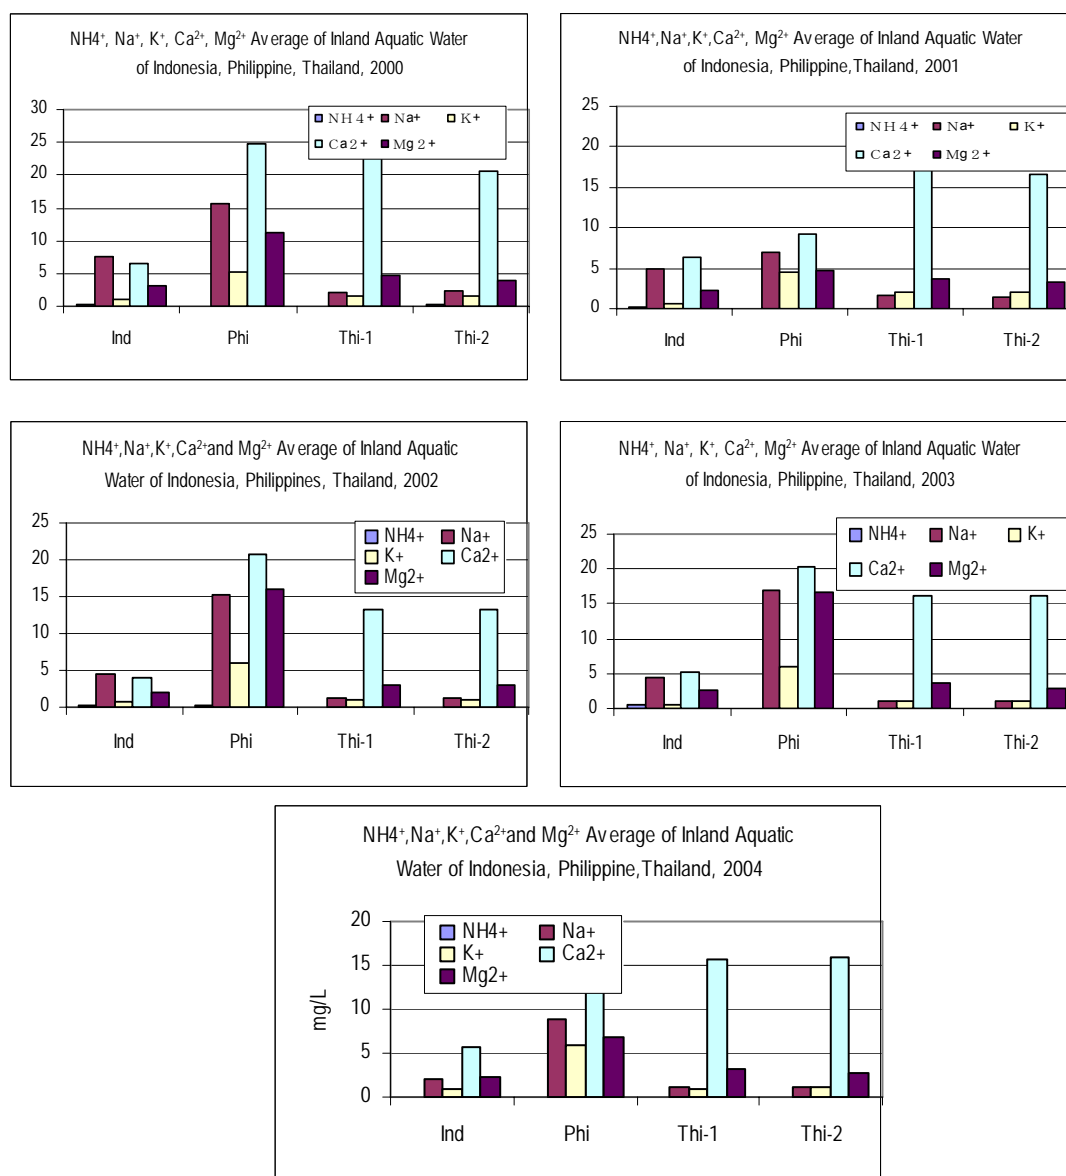 NH4⁺, Na⁺, K⁺, Ca²⁺, Mg²⁺ Average of Inland Aquatic Water
of Indonesia, Philippine, Thailand, 2000
30
25
20
15
10
5
0
NH4+ Na+ K+
Ca2+ Mg2+
Ind Phi Thi-1 Thi-2
NH4⁺,Na⁺,K⁺,Ca²⁺, Mg²⁺ Average of Inland Aquatic Water
of Indonesia, Philippine,Thailand, 2001
25
20
15
10
5
0
NH4+ Na+ K+
Ca2+ Mg2+
Ind Phi Thi-1 Thi-2
NH4⁺,Na⁺,K⁺,Ca²⁺and Mg²⁺ Average of Inland Aquatic
Water of Indonesia, Philippines, Thailand, 2002
25
20
15
10
5
0
NH4+ Na+
K+ Ca2+
Mg2+
Ind Phi Thi-1 Thi-2
NH4⁺, Na⁺, K⁺, Ca²⁺, Mg²⁺ Average of Inland Aquatic Water
of Indonesia, Philippine, Thailand, 2003
25
20
15
10
5
0
NH4+ Na+ K+
Ca2+ Mg2+
Ind Phi Thi-1 Thi-2
NH4⁺,Na⁺,K⁺,Ca²⁺and Mg²⁺ Average of Inland Aquatic
Water of Indonesia, Philippine,Thailand, 2004
mg/L
20
15
10
5
0
NH4+ Na+
K+ Ca2+
Mg2+
Ind Phi Thi-1 Thi-2